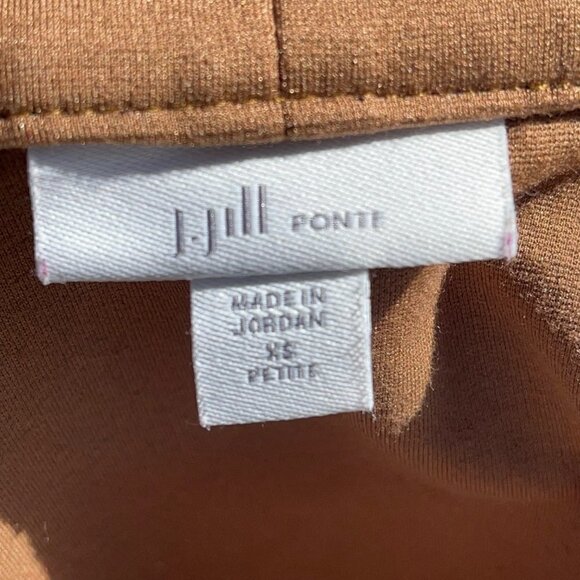 J.Jill PONTE
MADE IN
JORDAN
XS
PETITE